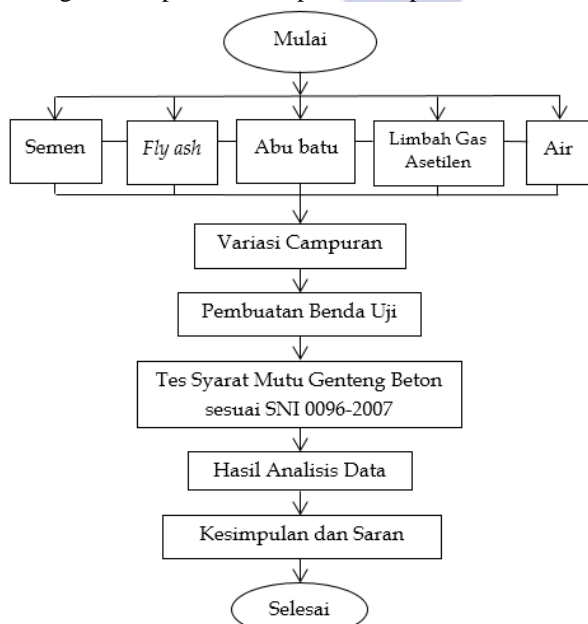 Mulai
Semen
Fly ash
Abu batu
Limbah Gas
Asetilen
Air
Variasi Campuran
Pembuatan Benda Uji
Tes Syarat Mutu Genteng Beton
sesuai SNI 0096-2007
Hasil Analisis Data
Kesimpulan dan Saran
Selesai